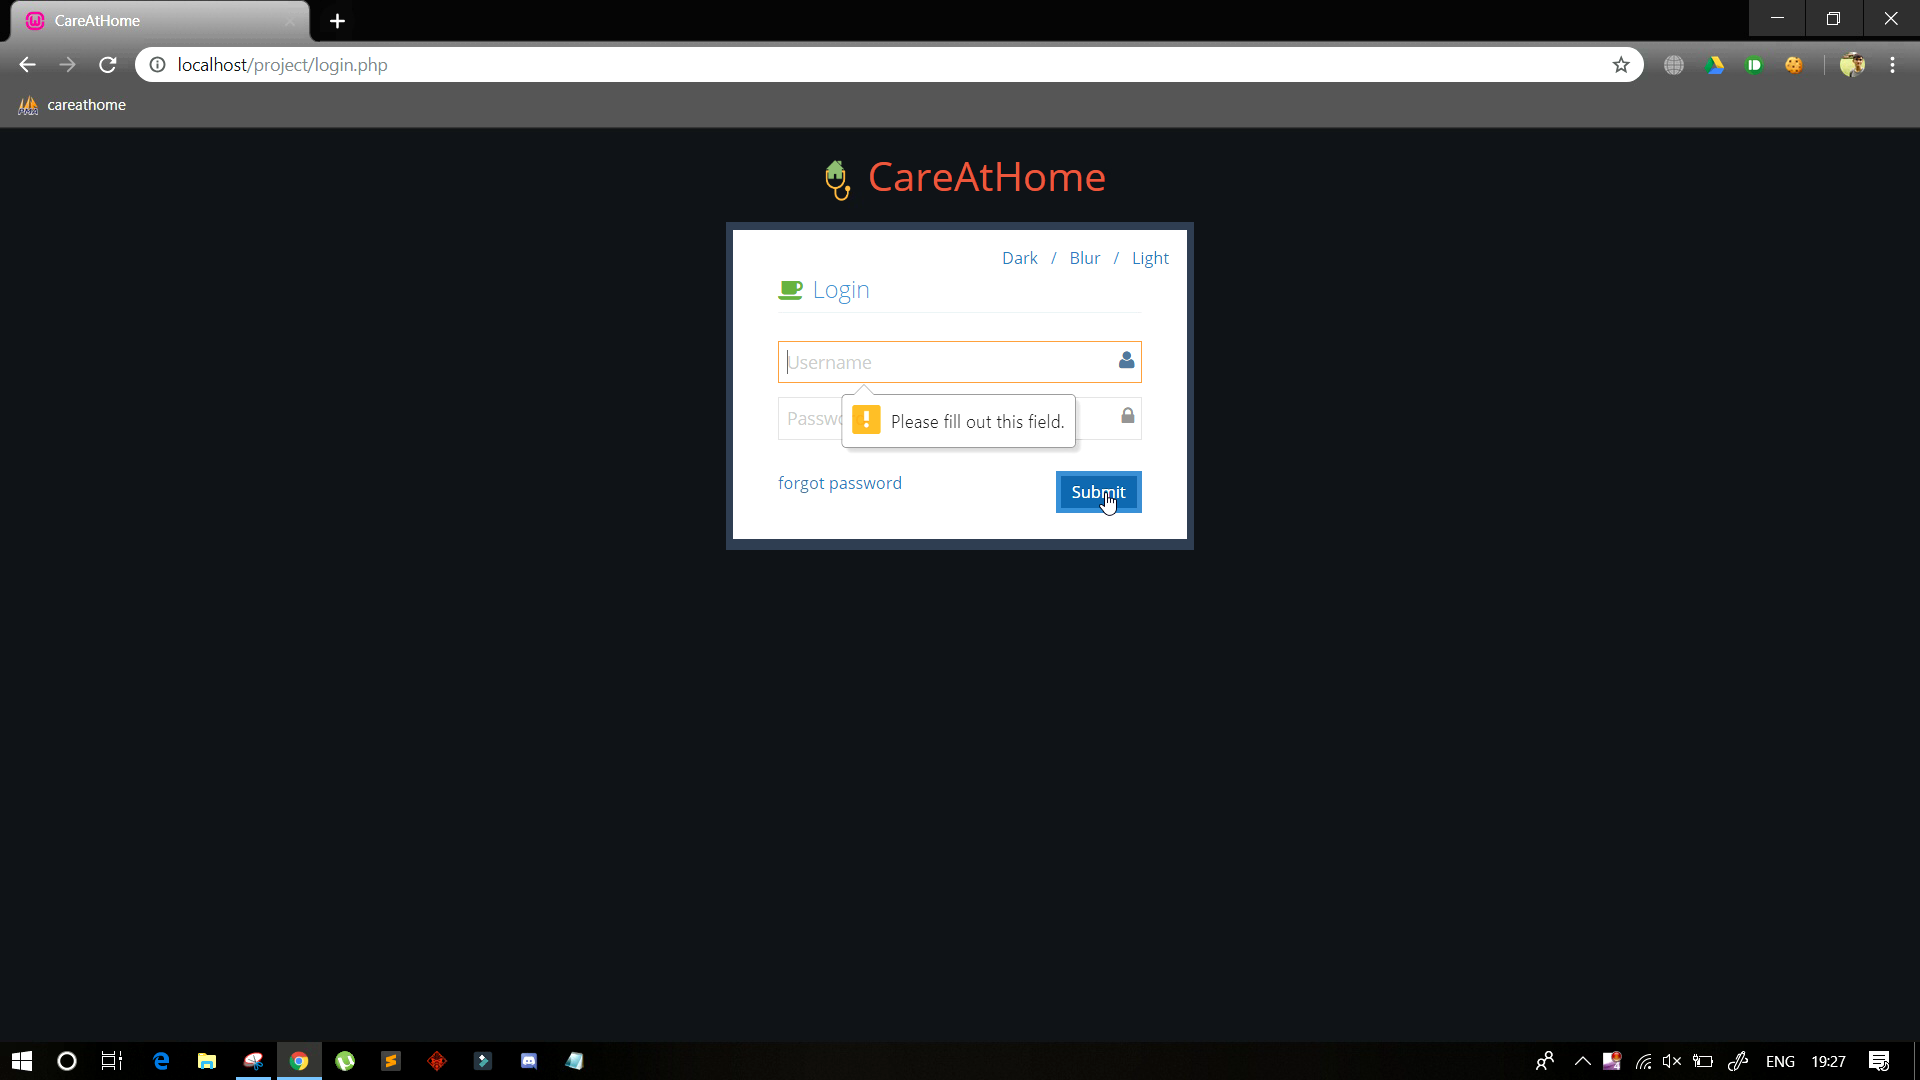 CareAtHome
localhost/project/login.php
careathome
CareAtHome
Dark / Blur / Light
Login
Username
Passwo
Please fill out this field.
forgot password
Submit
ENG 19:27